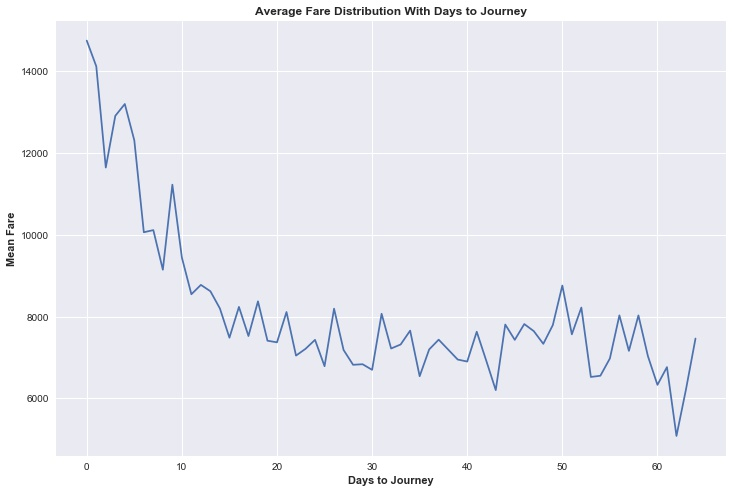 Average Fare Distribution With Days to Journey
14000
12000
10000
8000
6000
Mean Fare
0 10 20 30 40 50 60
Days to Journey